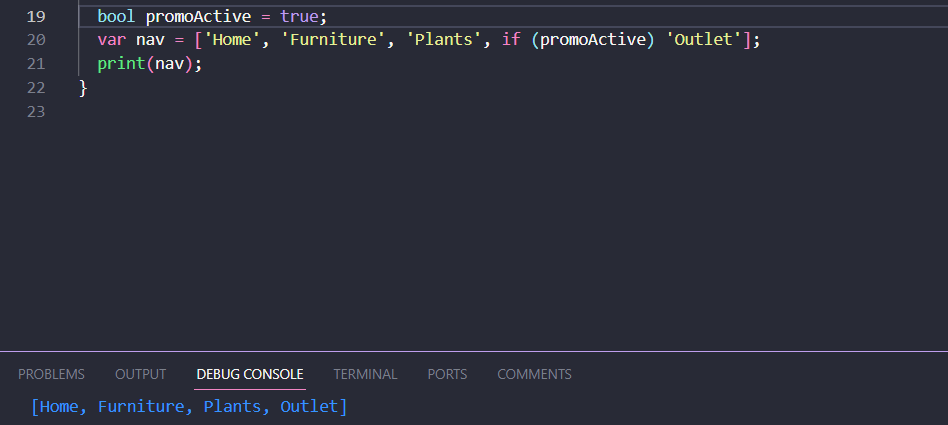 19 bool promoActive = true;
20 var nav = ['Home', 'Furniture', 'Plants', if (promoActive) 'Outlet'];
21 print(nav);
22 }
23
PROBLEMS OUTPUT DEBUG CONSOLE TERMINAL PORTS COMMENTS
[Home, Furniture, Plants, Outlet]